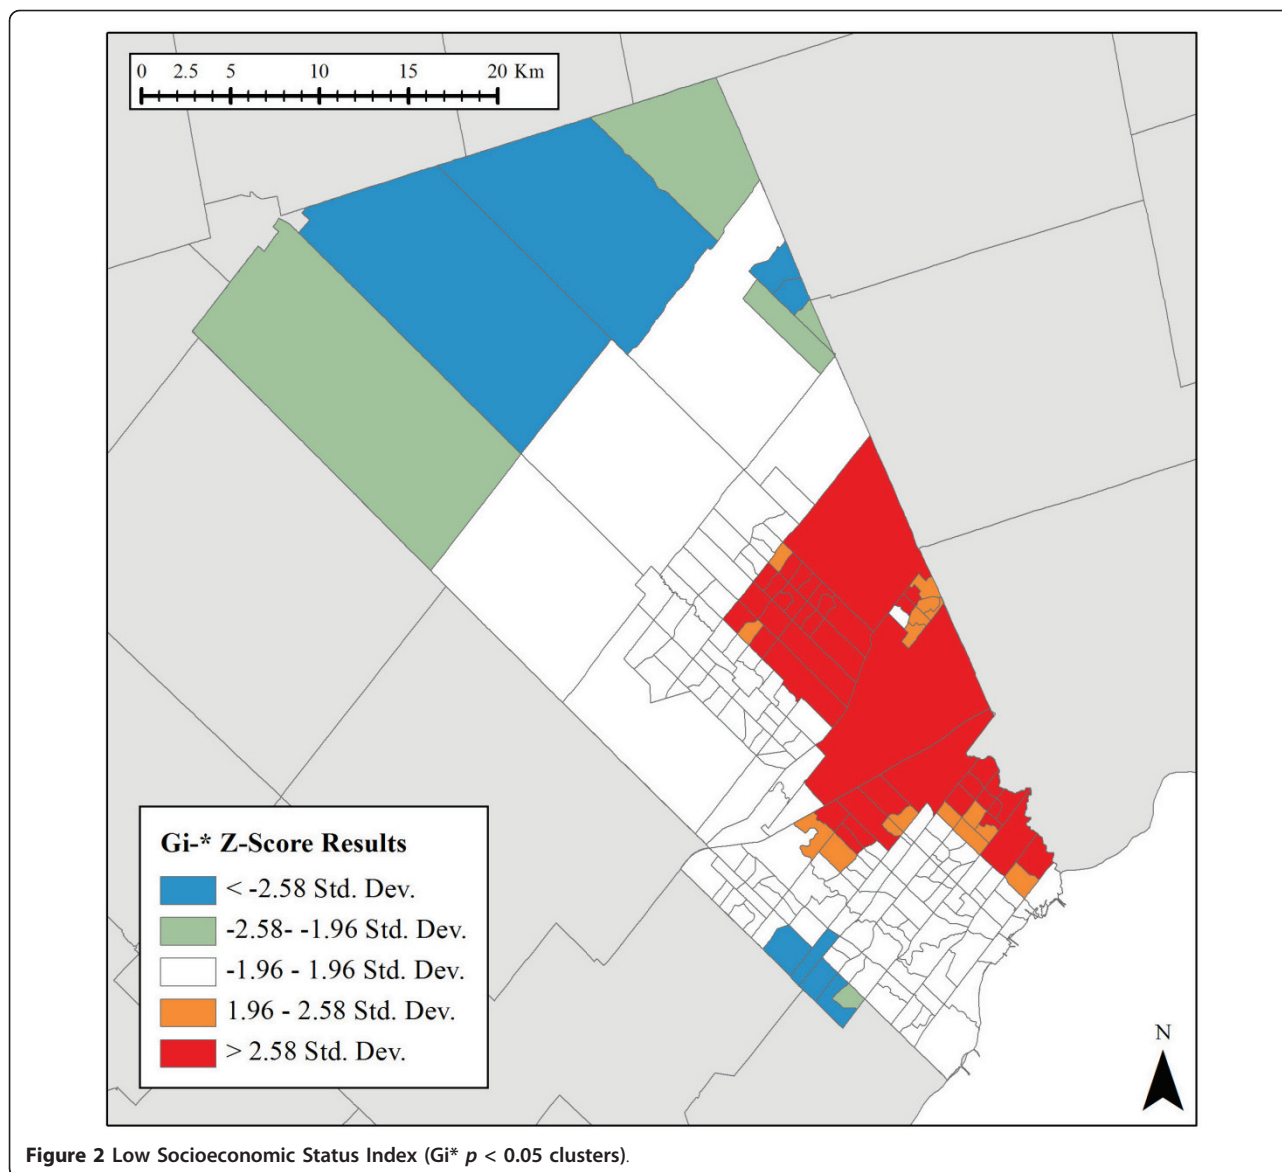 0 2.5 5 10 15 20 Km
Gi-* Z-Score Results
< -2.58 Std. Dev.
-2.58- -1.96 Std. Dev.
-1.96 - 1.96 Std. Dev.
1.96 - 2.58 Std. Dev.
> 2.58 Std. Dev.
N
Figure 2 Low Socioeconomic Status Index (Gi* p < 0.05 clusters).